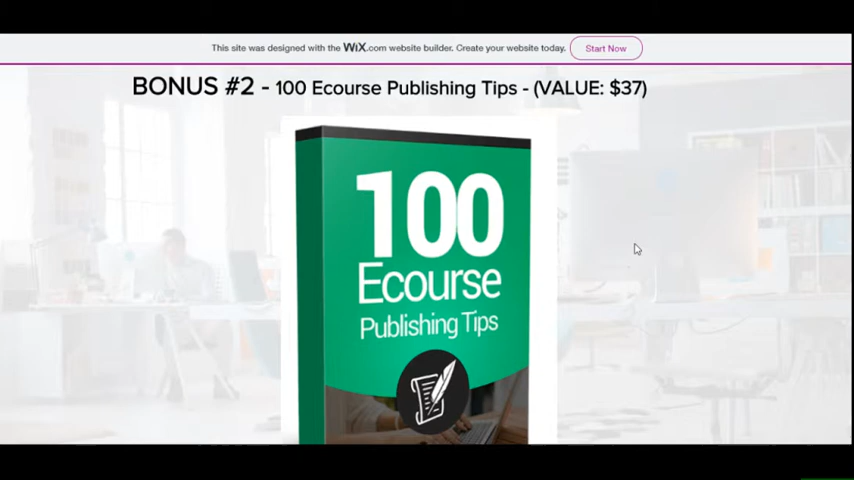 This site was designed with the WiX.com website builder. Create your website today. Start Now
BONUS #2 - 100 Ecourse Publishing Tips - (VALUE: $37)
100
Ecourse
Publishing Tips